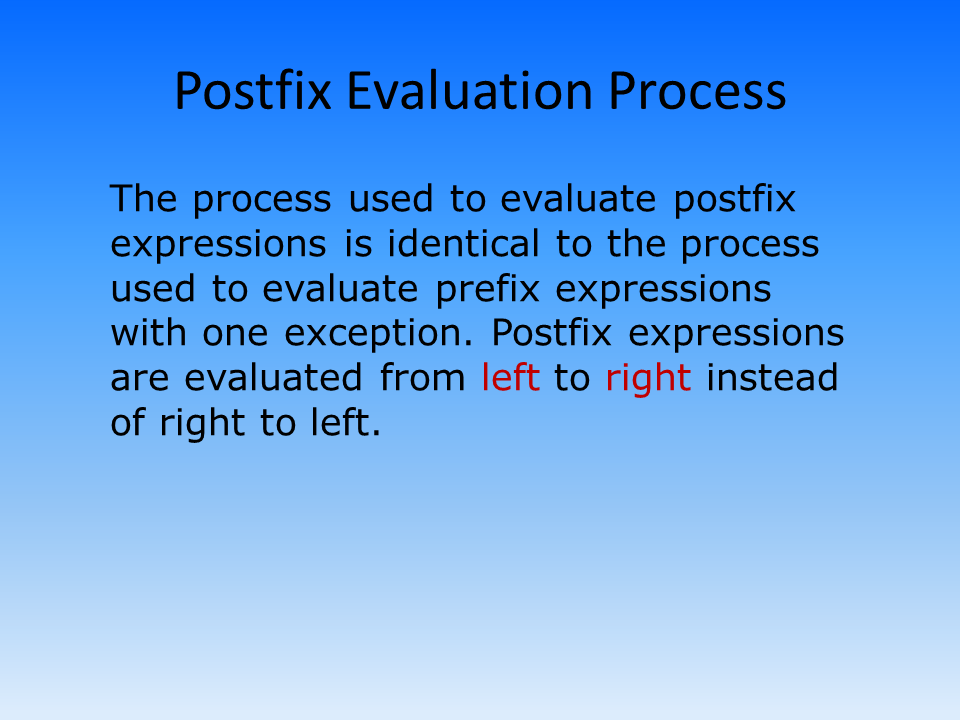 Postfix Evaluation Process
The process used to evaluate postfix
expressions is identical to the process
used to evaluate prefix expressions
with one exception. Postfix expressions
are evaluated from left to right instead
of right to left.